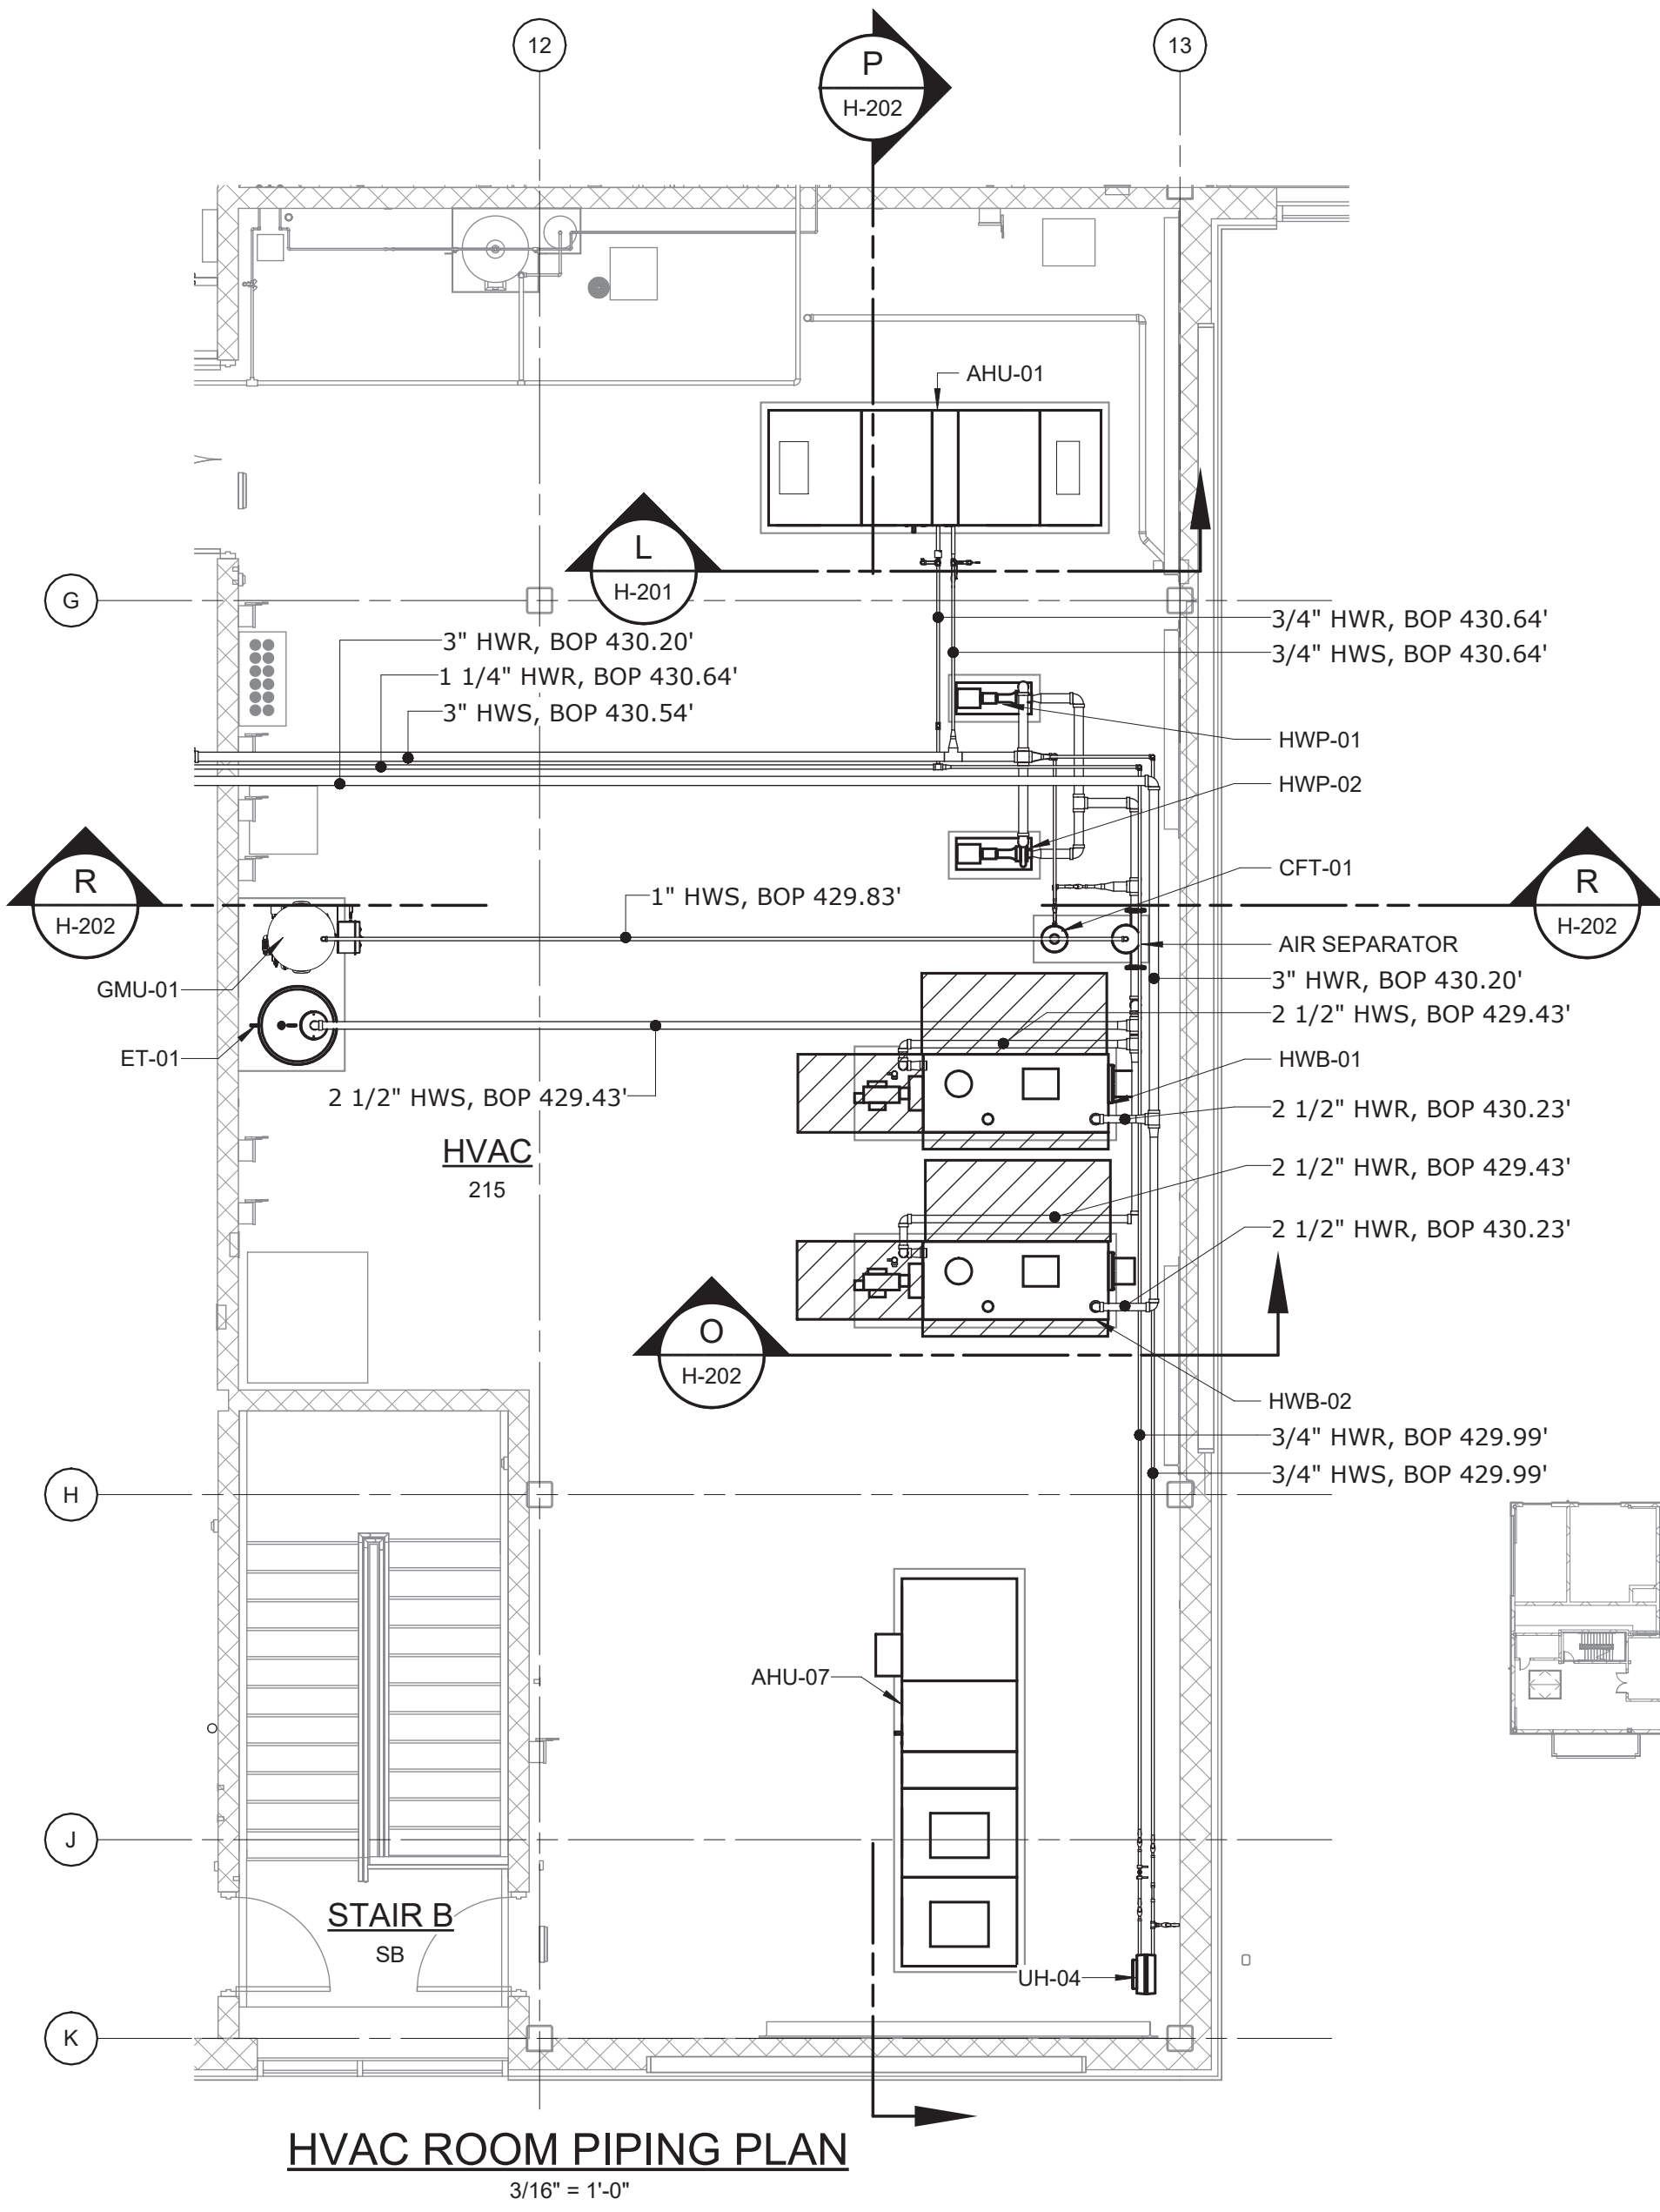 12
13
P
H-202
AHU-01
L
H-201
G
3/4" HWR, BOP 430.64'
3/4" HWS, BOP 430.64'
3" HWR, BOP 430.20'
1 1/4" HWR, BOP 430.64'
3" HWS, BOP 430.54'
HWP-01
HWP-02
CFT-01
R
H-202
R
H-202
1" HWS, BOP 429.83'
AIR SEPARATOR
3" HWR, BOP 430.20'
GMU-01
2 1/2" HWS, BOP 429.43'
ET-01
HWB-01
2 1/2" HWS, BOP 429.43'
2 1/2" HWR, BOP 430.23'
HVAC
215
2 1/2" HWR, BOP 429.43'
2 1/2" HWR, BOP 430.23'
O
H-202
HWB-02
3/4" HWR, BOP 429.99'
3/4" HWS, BOP 429.99'
H
AHU-07
J
STAIR B
SB
UH-04
K
HVAC ROOM PIPING PLAN
3/16" = 1'-0"